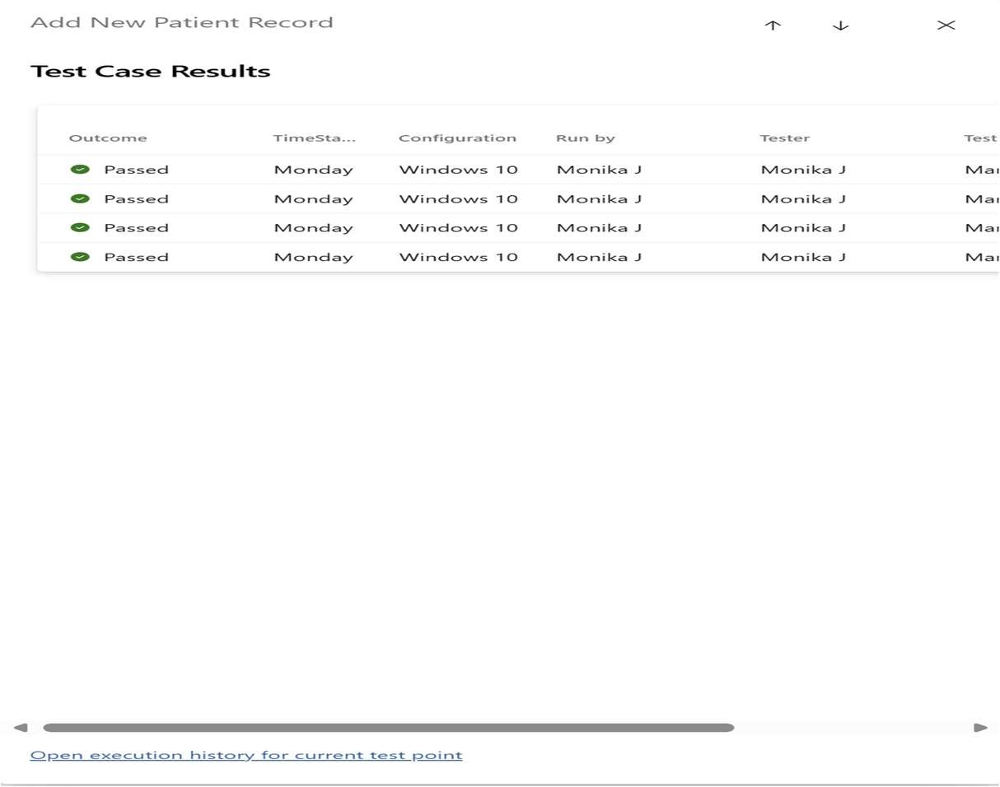 Add New Patient Record
Test Case Results
Outcome TimeSta... Configuration Run by Tester Test
Passed Monday Windows 10 Monika J Monika J Mar
Passed Monday Windows 10 Monika J Monika J Mar
Passed Monday Windows 10 Monika J Monika J Mar
Passed Monday Windows 10 Monika J Monika J Mar
Open execution history for current test point